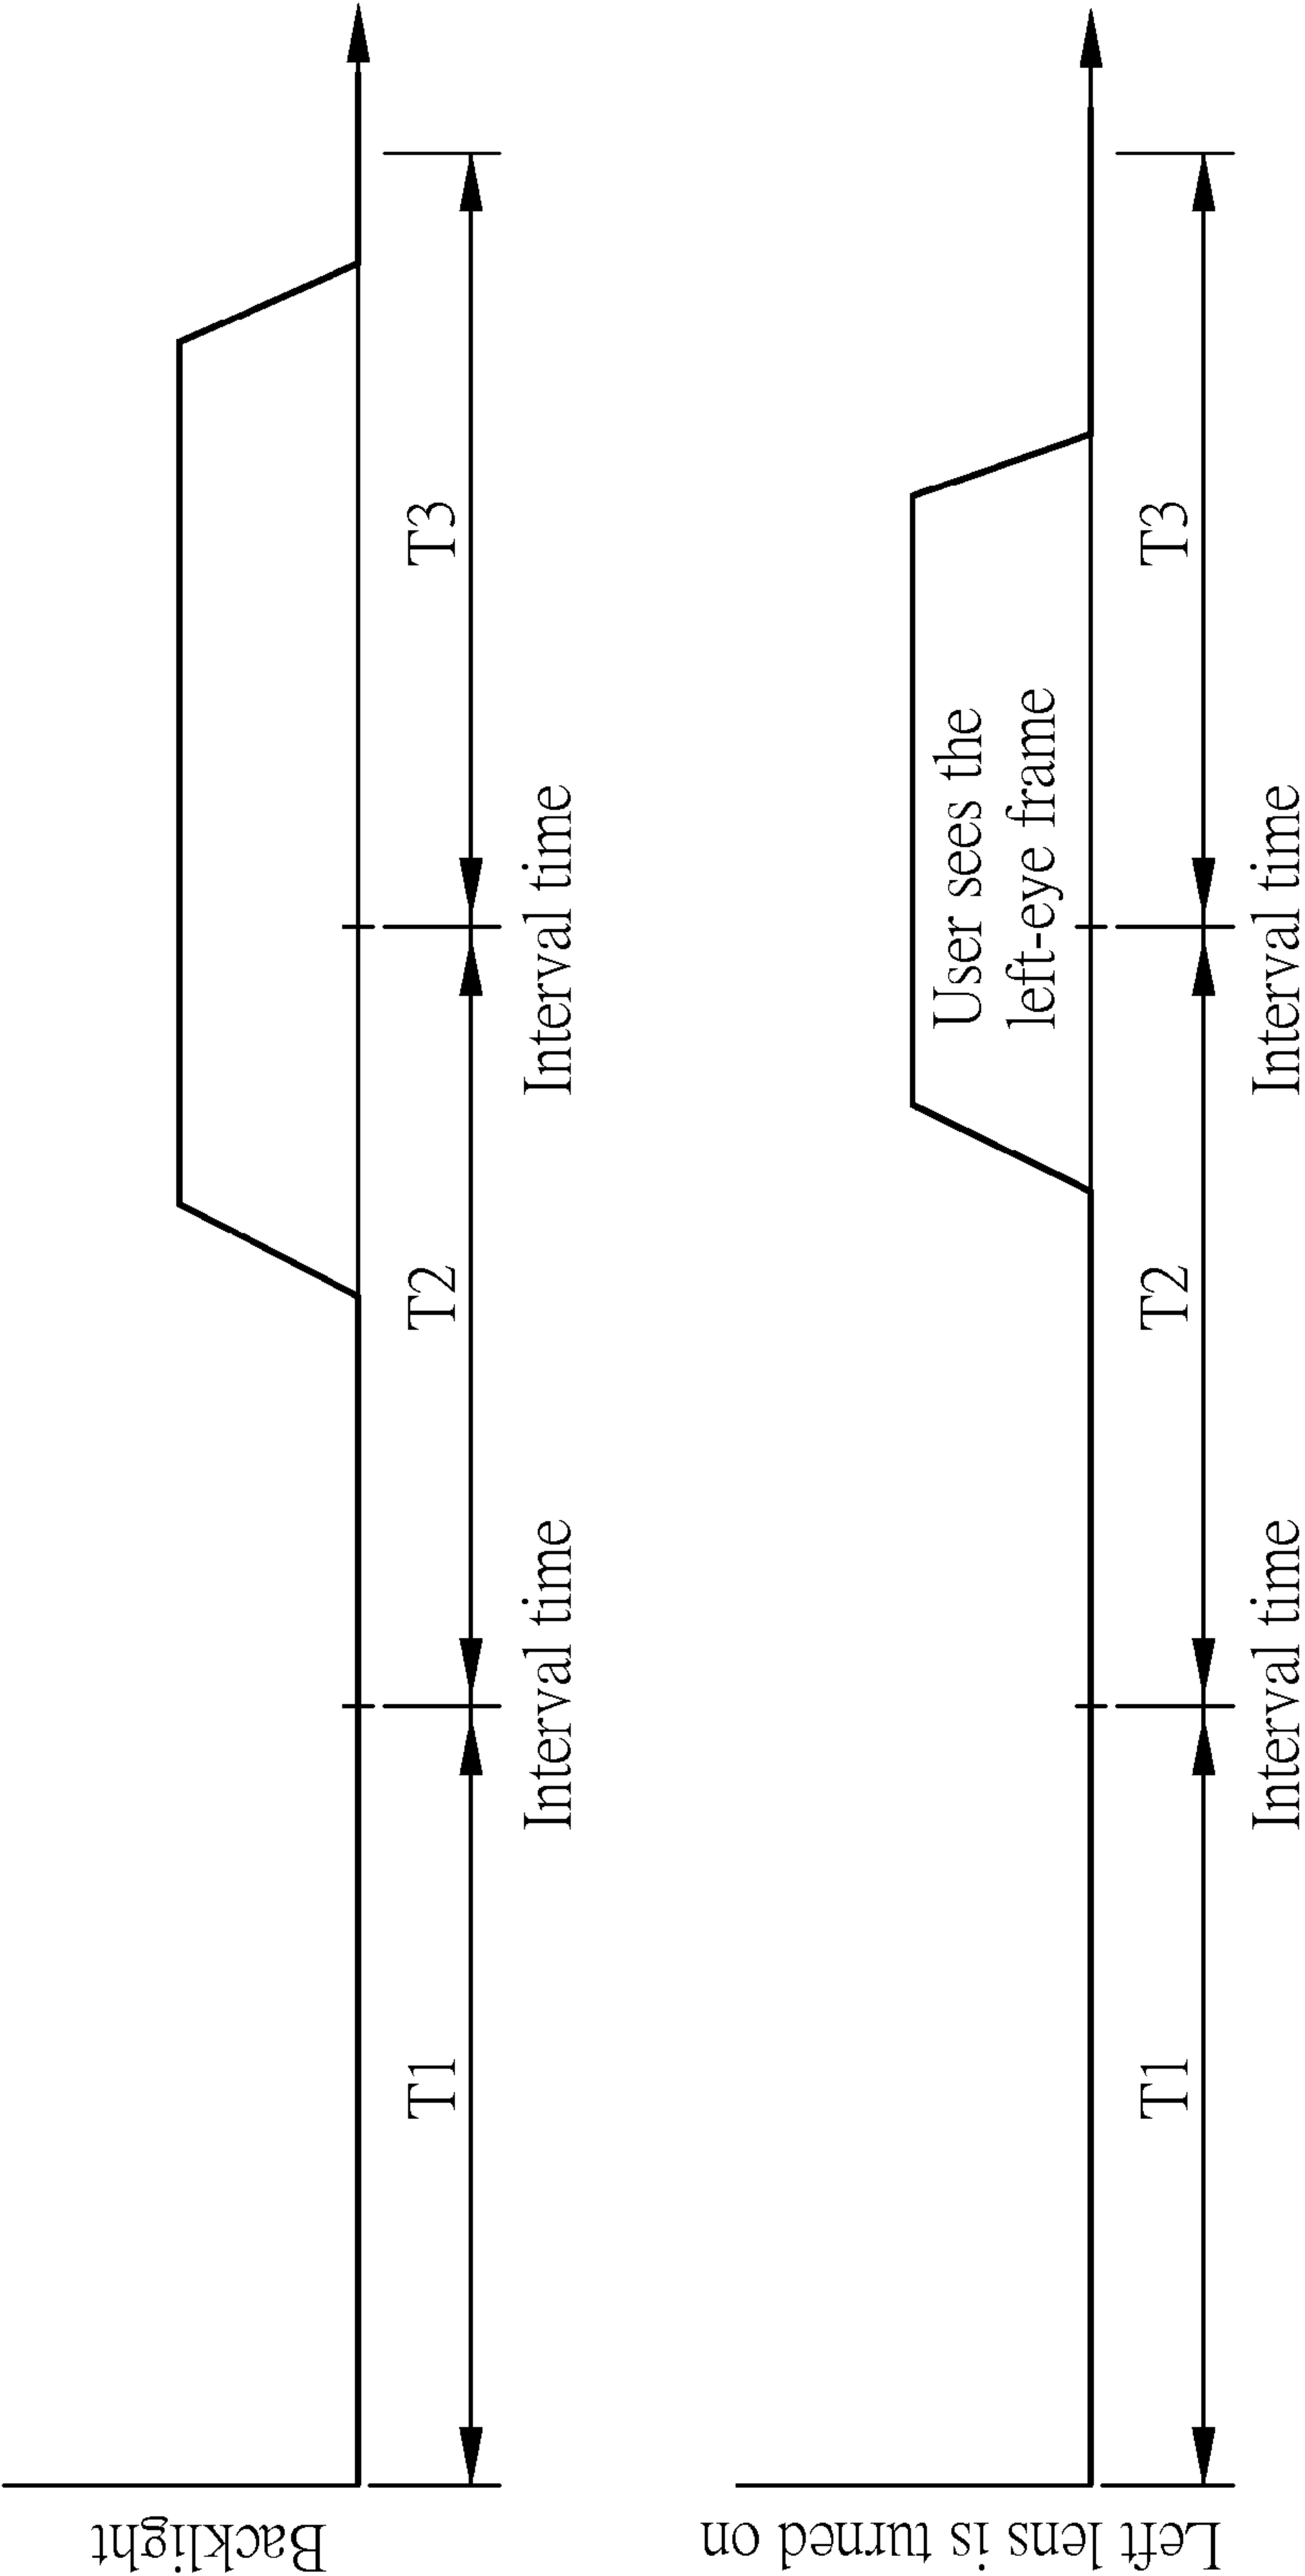 Backlight
T1
T2
T3
Interval time
Interval time
Left lens is turned on
User sees the
left-eye frame
T1
T2
T3
Interval time
Interval time